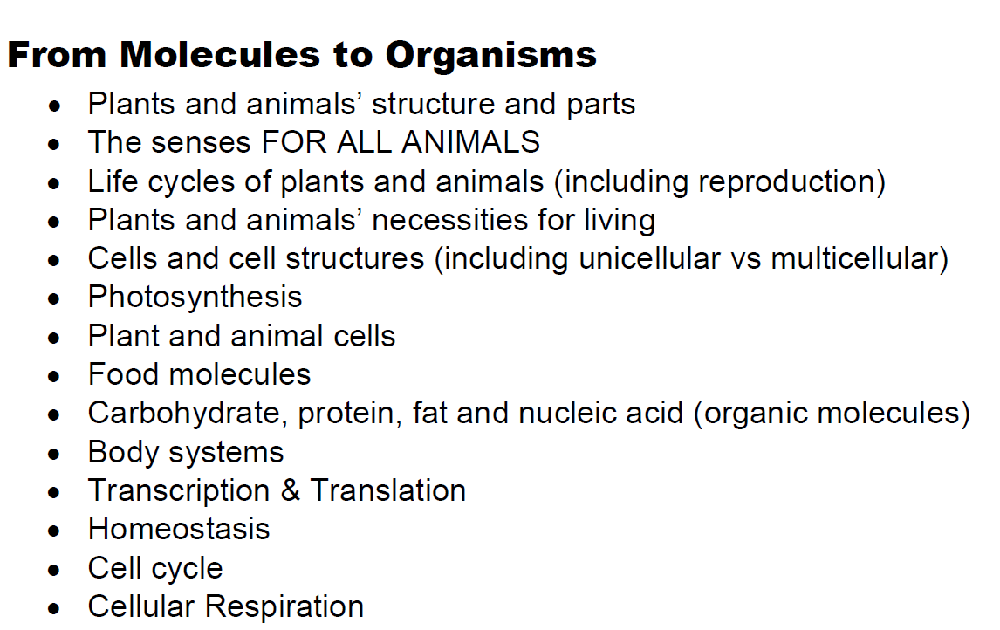 From Molecules to Organisms
• Plants and animals’ structure and parts
• The senses FOR ALL ANIMALS
• Life cycles of plants and animals (including reproduction)
• Plants and animals’ necessities for living
• Cells and cell structures (including unicellular vs multicellular)
• Photosynthesis
• Plant and animal cells
• Food molecules
• Carbohydrate, protein, fat and nucleic acid (organic molecules)
• Body systems
• Transcription & Translation
• Homeostasis
• Cell cycle
• Cellular Respiration